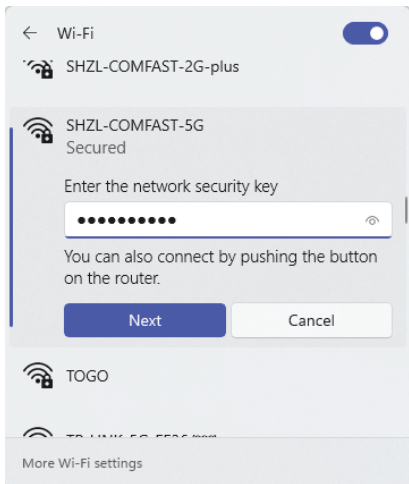 Wi-Fi
SHZL-COMFAST-2G-plus
SHZL-COMFAST-5G
Secured
Enter the network security key
You can also connect by pushing the button
on the router.
Next Cancel
TOGO
More Wi-Fi settings